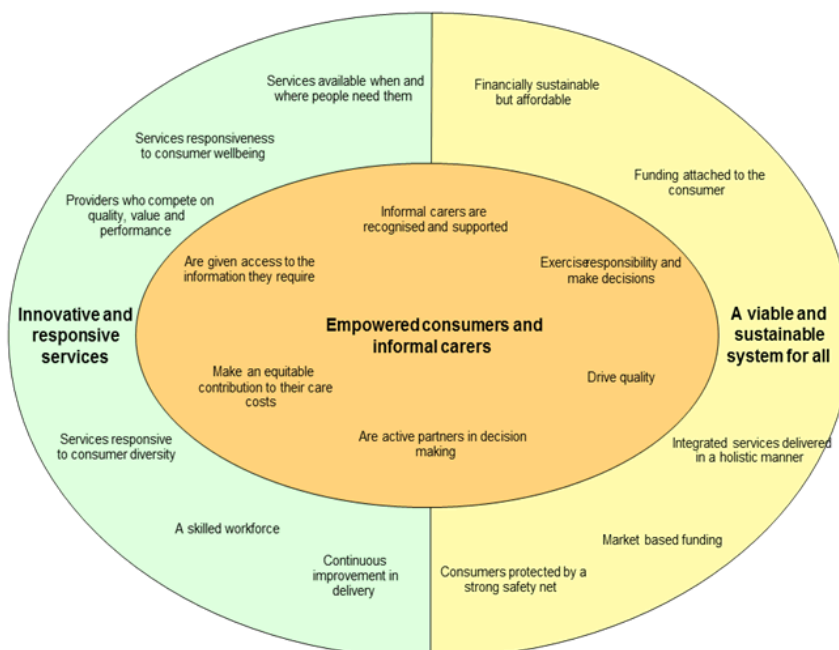 Services available when and
where people need them
Services responsiveness
to consumer wellbeing
Providers who compete on
quality, value and
performance
Innovative and
responsive
services
Services responsive
to consumer diversity
A skilled workforce
Continuous
improvement in
delivery
Informal carers are
recognised and supported
Are given access to the
information they require
Exercise responsibility and
make decisions
Empowered consumers and
informal carers
Make an equitable
contribution to their care
costs
Drive quality
Are active partners in decision
making
Financially sustainable
but affordable
Funding attached to the
consumer
A viable and
sustainable
system for all
Integrated services delivered
in a holistic manner
Market based funding
Consumers protected by a
strong safety net